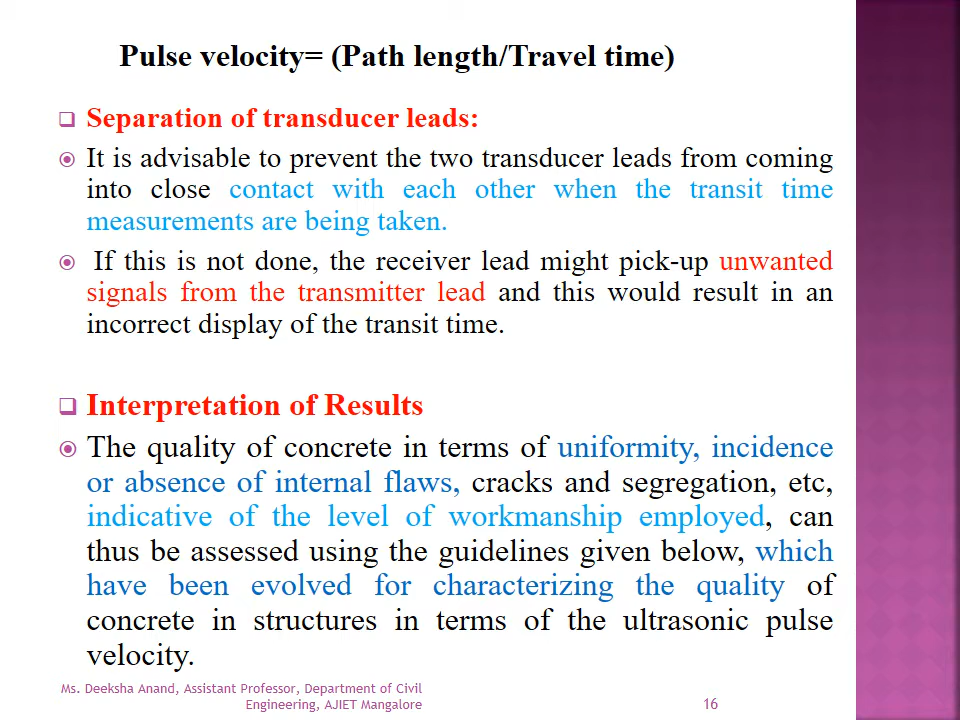 Pulse velocity= (Path length/Travel time)
Separation of transducer leads:
It is advisable to prevent the two transducer leads from coming
into close contact with each other when the transit time
measurements are being taken.
If this is not done, the receiver lead might pick-up unwanted
signals from the transmitter lead and this would result in an
incorrect display of the transit time.
Interpretation of Results
The quality of concrete in terms of uniformity, incidence
or absence of internal flaws, cracks and segregation, etc,
indicative of the level of workmanship employed, can
thus be assessed using the guidelines given below, which
have been evolved for characterizing the quality of
concrete in structures in terms of the ultrasonic pulse
velocity.
Ms. Deeksha Anand, Assistant Professor, Department of Civil
Engineering, AJIET Mangalore
16